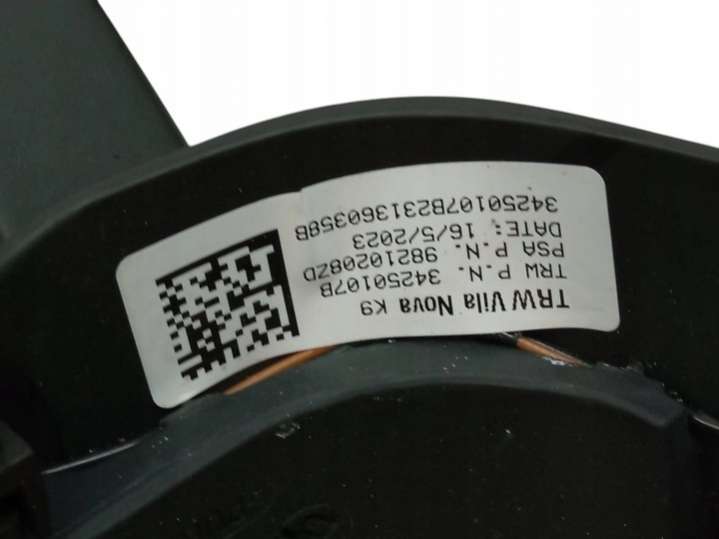 TRW Vila Nova K9
TRW P.N. 34250107B
PSA P.N. 98210208ZD
DATE: 16/5/2023
34250107B231360358B